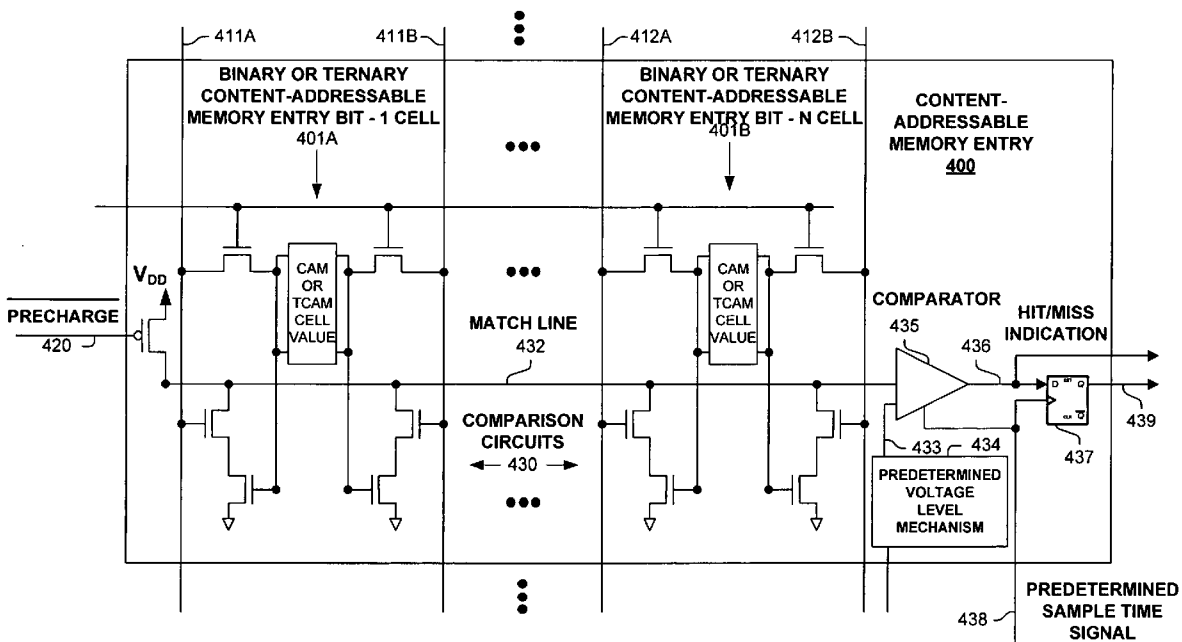 411A
411B
412A
412B
BINARY OR TERNARY
CONTENT-ADDRESSABLE
MEMORY ENTRY BIT - 1 CELL
401A
BINARY OR TERNARY
CONTENT-ADDRESSABLE
MEMORY ENTRY BIT - N CELL
401B
CONTENT-
ADDRESSABLE
MEMORY ENTRY
400
VDD
PRECHARGE
420
CAM
OR
TCAM
CELL
VALUE
CAM
OR
TCAM
CELL
VALUE
MATCH LINE
432
COMPARATOR
435
436
HIT/MISS
INDICATION
D
Q
CLR
Q
437
439
COMPARISON
CIRCUITS
430
433
434
PREDETERMINED
VOLTAGE
LEVEL
MECHANISM
438
PREDETERMINED
SAMPLE TIME
SIGNAL